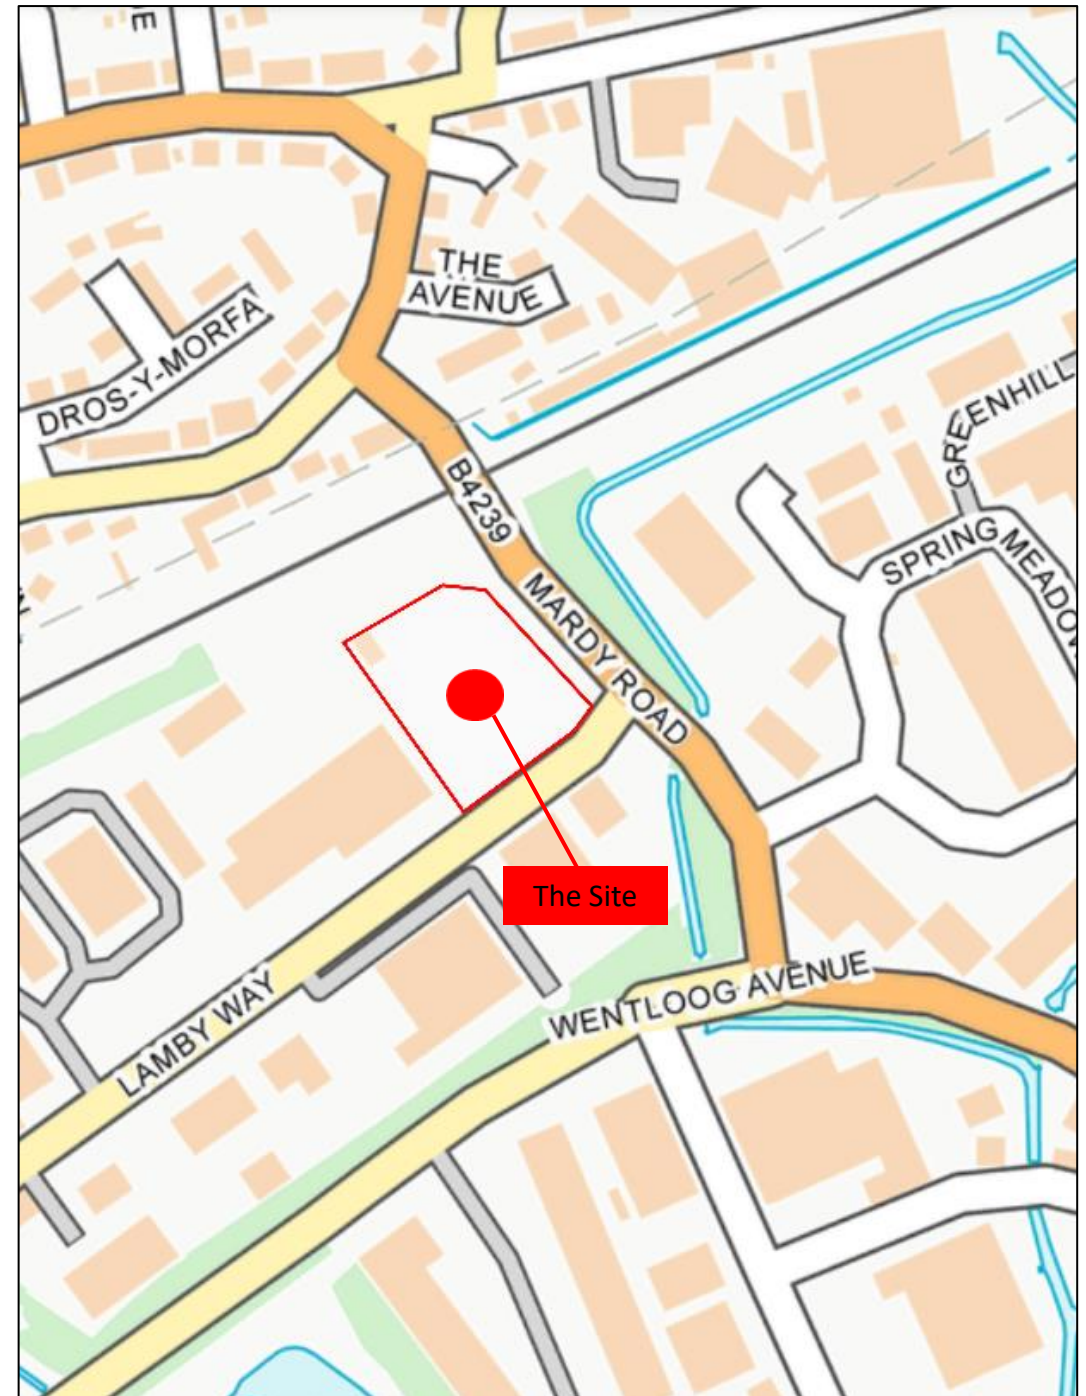 THE
AVENUE
DROS-Y-MORFA
B4239
GREENHILL
SPRING MEADOW
MARDY ROAD
The Site
WENTLOOG AVENUE
LAMBY WAY